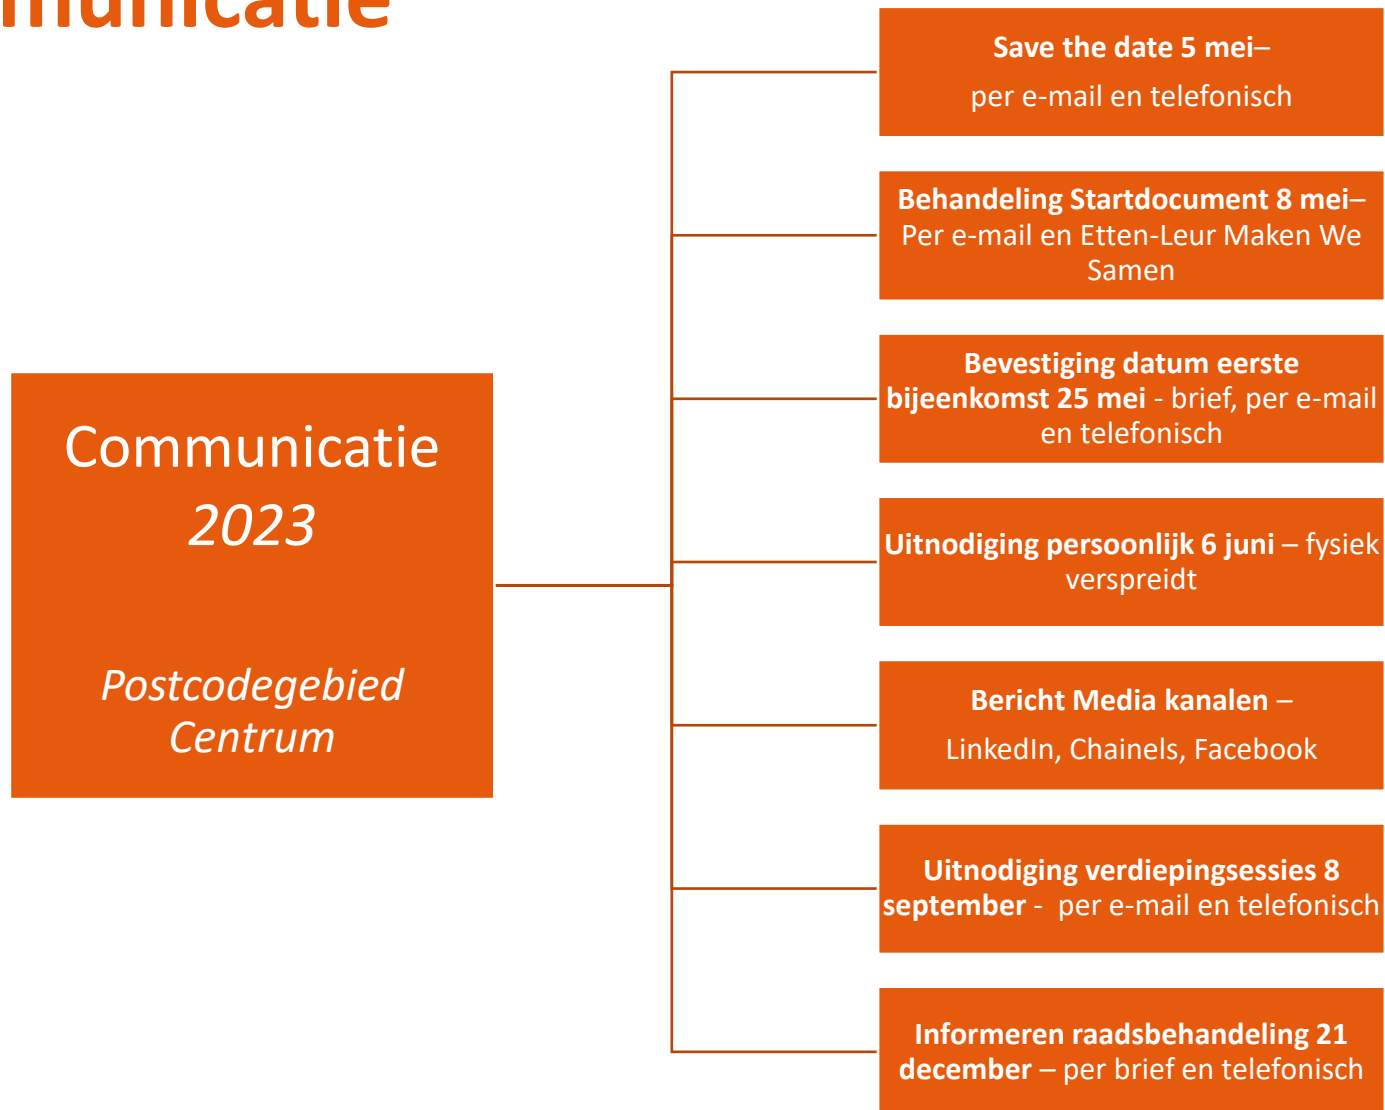 municatie
Save the date 5 mei–
per e-mail en telefonisch
Behandeling Startdocument 8 mei–
Per e-mail en Etten-Leur Maken We
Samen
Bevestiging datum eerste
bijeenkomst 25 mei - brief, per e-mail
en telefonisch
Communicatie
2023
Postcodegebied
Centrum
Uitnodiging persoonlijk 6 juni – fysiek
verspreidt
Bericht Media kanalen –
LinkedIn, Chainels, Facebook
Uitnodiging verdiepingsessies 8
september - per e-mail en telefonisch
Informeren raadsbehandeling 21
december – per brief en telefonisch